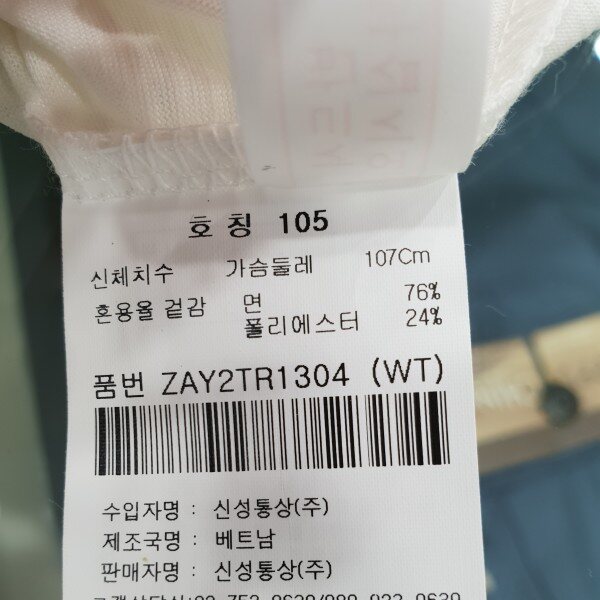 호칭 105
신체치수 가슴둘레 107Cm
혼용율 겉감 면 76%
폴리에스터 24%
품번 ZAY2TR1304 (WT)
수입자명 : 신성통상(주)
제조국명 : 베트남
판매자명 : 신성통상(주)